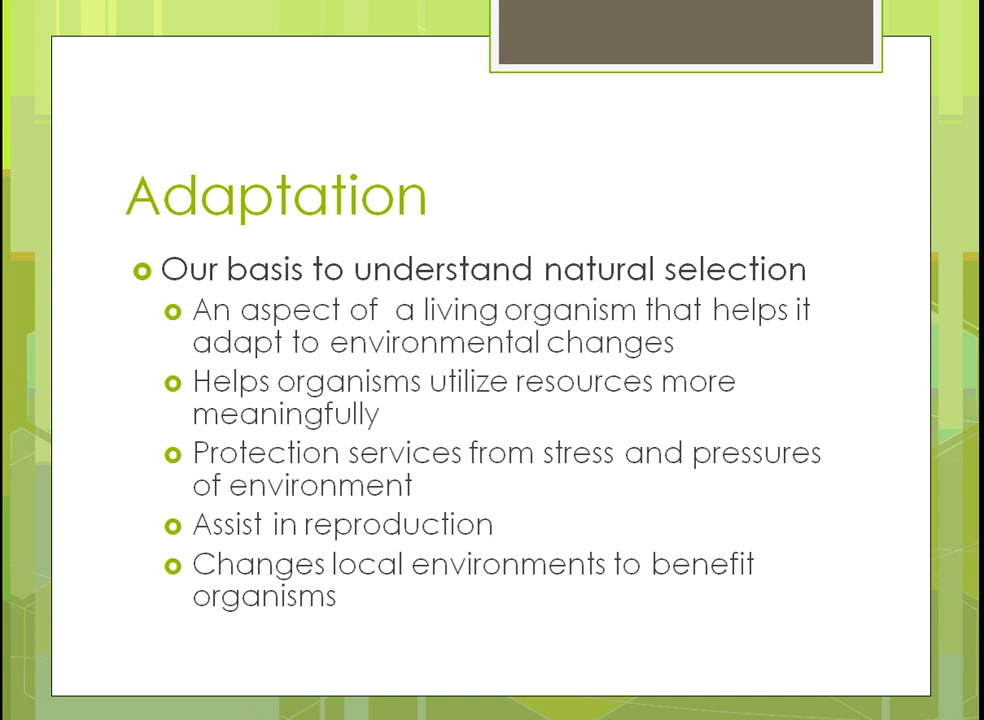 Adaptation
Our basis to understand natural selection
An aspect of a living organism that helps it
adapt to environmental changes
Helps organisms utilize resources more
meaningfully
Protection services from stress and pressures
of environment
Assist in reproduction
Changes local environments to benefit
organisms